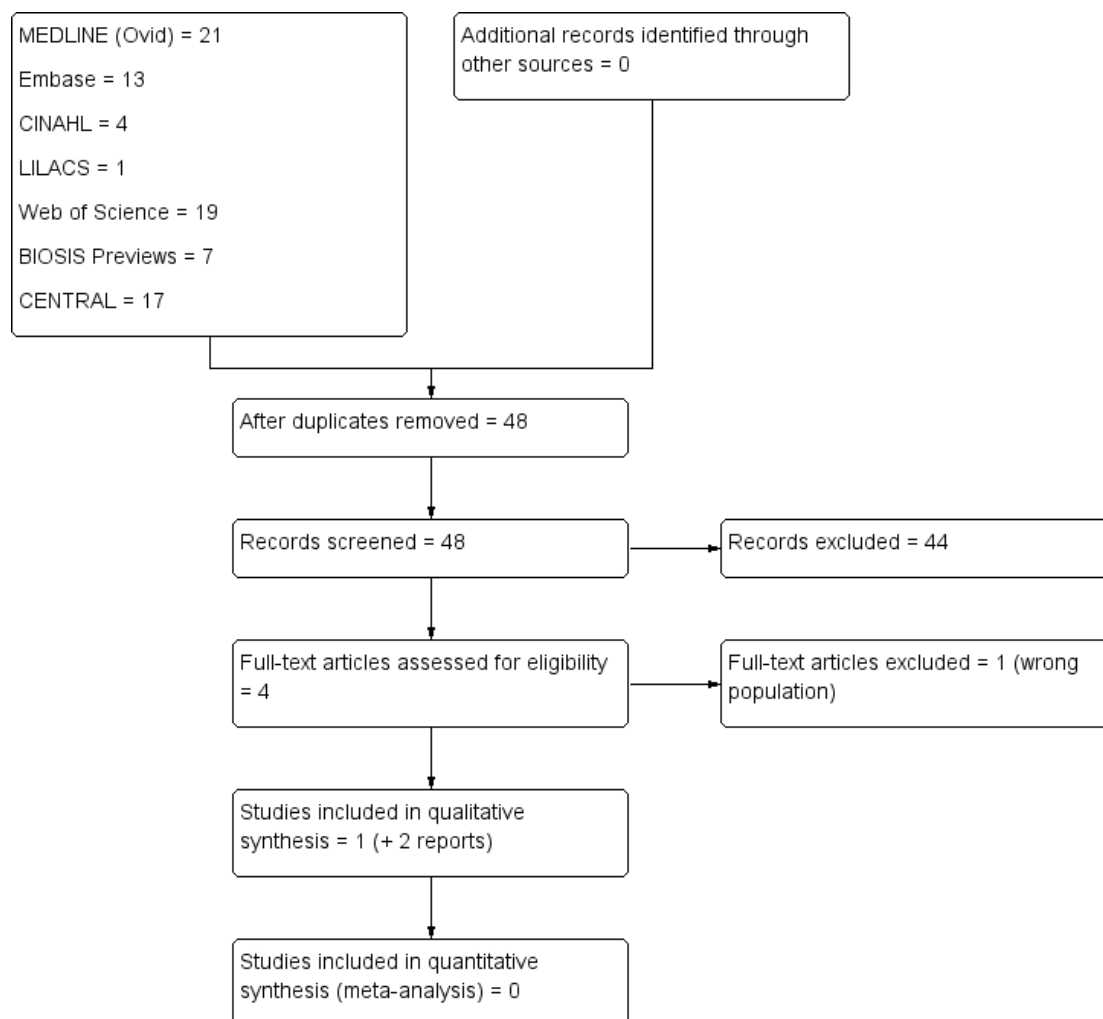 MEDLINE (Ovid) = 21
Embase = 13
CINAHL = 4
LILACS = 1
Web of Science = 19
BIOSIS Previews = 7
CENTRAL = 17
Additional records identified through
other sources = 0
After duplicates removed = 48
Records screened = 48
Records excluded = 44
Full-text articles assessed for eligibility
= 4
Full-text articles excluded = 1 (wrong
population)
Studies included in qualitative
synthesis = 1 (+ 2 reports)
Studies included in quantitative
synthesis (meta-analysis) = 0